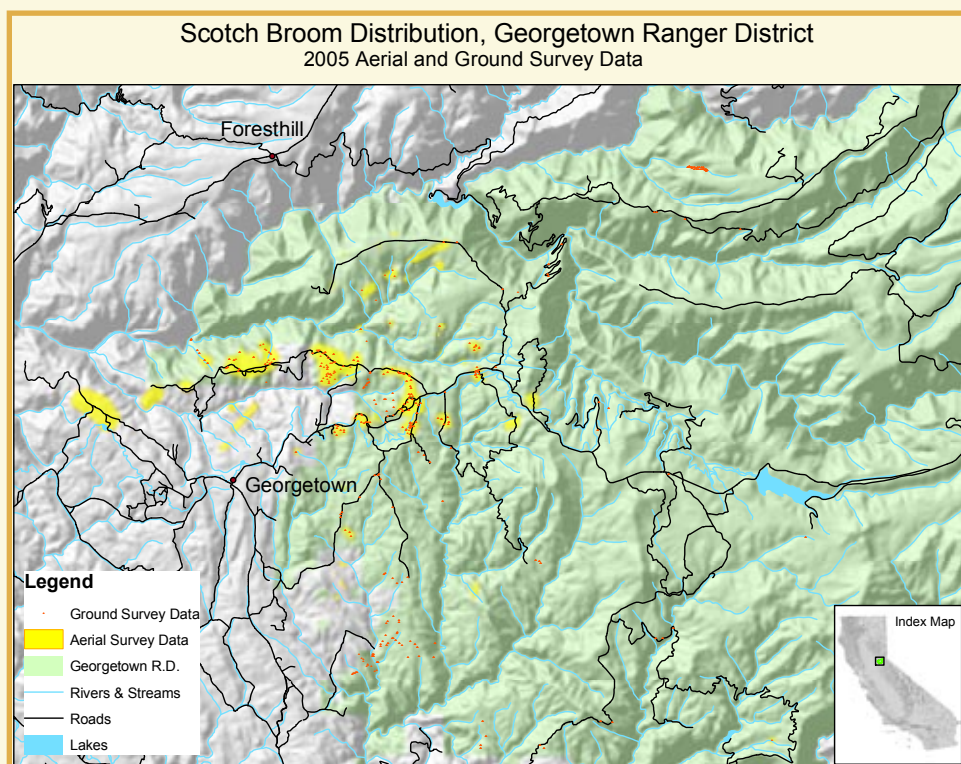 Scotch Broom Distribution, Georgetown Ranger District
2005 Aerial and Ground Survey Data
Foresthill
Georgetown
Legend
Ground Survey Data
Aerial Survey Data
Georgetown R.D.
Rivers & Streams
Roads
Lakes
Index Map